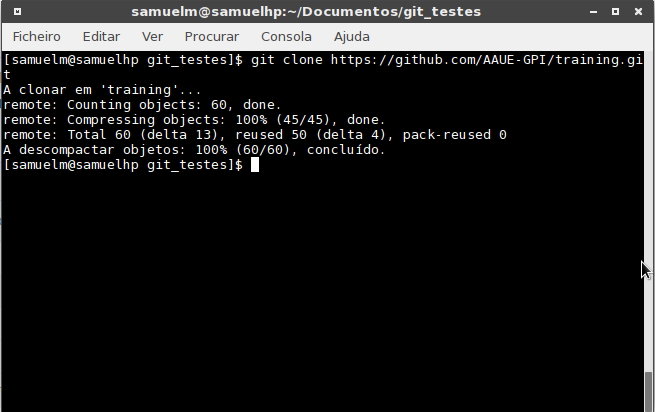 samuelm@samuelhp:~/Documentos/git_testes
Ficheiro Editar Ver Procurar Consola Ajuda
[samuelm@samuelhp git_testes]$ git clone https://github.com/AAUE-GPI/training.gi
t
A clonar em 'training'...
remote: Counting objects: 60, done.
remote: Compressing objects: 100% (45/45), done.
remote: Total 60 (delta 13), reused 50 (delta 4), pack-reused 0
A descompactar objetos: 100% (60/60), concluído.
[samuelm@samuelhp git_testes]$